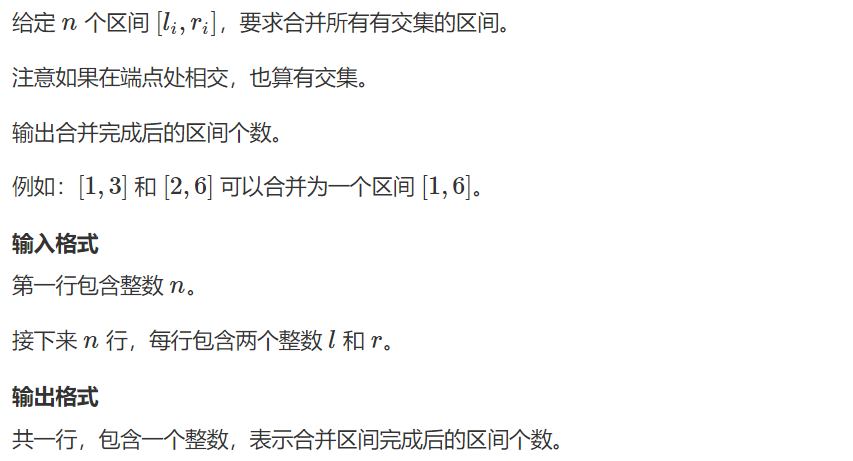 给定 n 个区间 [l_i, r_i]，要求合并所有有交集的区间。
注意如果在端点处相交，也算有交集。
输出合并完成后的区间个数。
例如：[1, 3] 和 [2, 6] 可以合并为一个区间 [1, 6]。
输入格式
第一行包含整数 n。
接下来 n 行，每行包含两个整数 l 和 r。
输出格式
共一行，包含一个整数，表示合并区间完成后的区间个数。